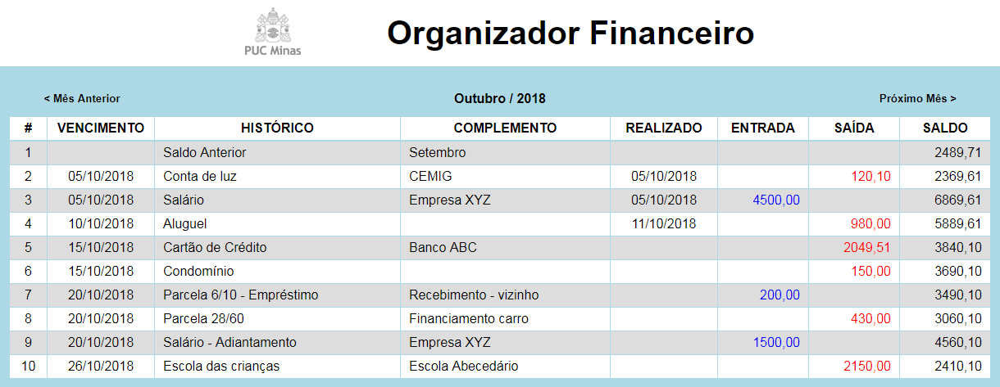 PUC Minas
Organizador Financeiro
< Mês Anterior Outubro / 2018 Próximo Mês >
# VENCIMENTO HISTÓRICO COMPLEMENTO REALIZADO ENTRADA SAÍDA SALDO
1 Saldo Anterior Setembro 2489,71
2 05/10/2018 Conta de luz CEMIG 05/10/2018 120,10 2369,61
3 05/10/2018 Salário Empresa XYZ 05/10/2018 4500,00 6869,61
4 10/10/2018 Aluguel 11/10/2018 980,00 5889,61
5 15/10/2018 Cartão de Crédito Banco ABC 2049,51 3840,10
6 15/10/2018 Condomínio 150,00 3690,10
7 20/10/2018 Parcela 6/10 - Empréstimo Recebimento - vizinho 200,00 3490,10
8 20/10/2018 Parcela 28/60 Financiamento carro 430,00 3060,10
9 20/10/2018 Salário - Adiantamento Empresa XYZ 1500,00 4560,10
10 26/10/2018 Escola das crianças Escola Abecedário 2150,00 2410,10